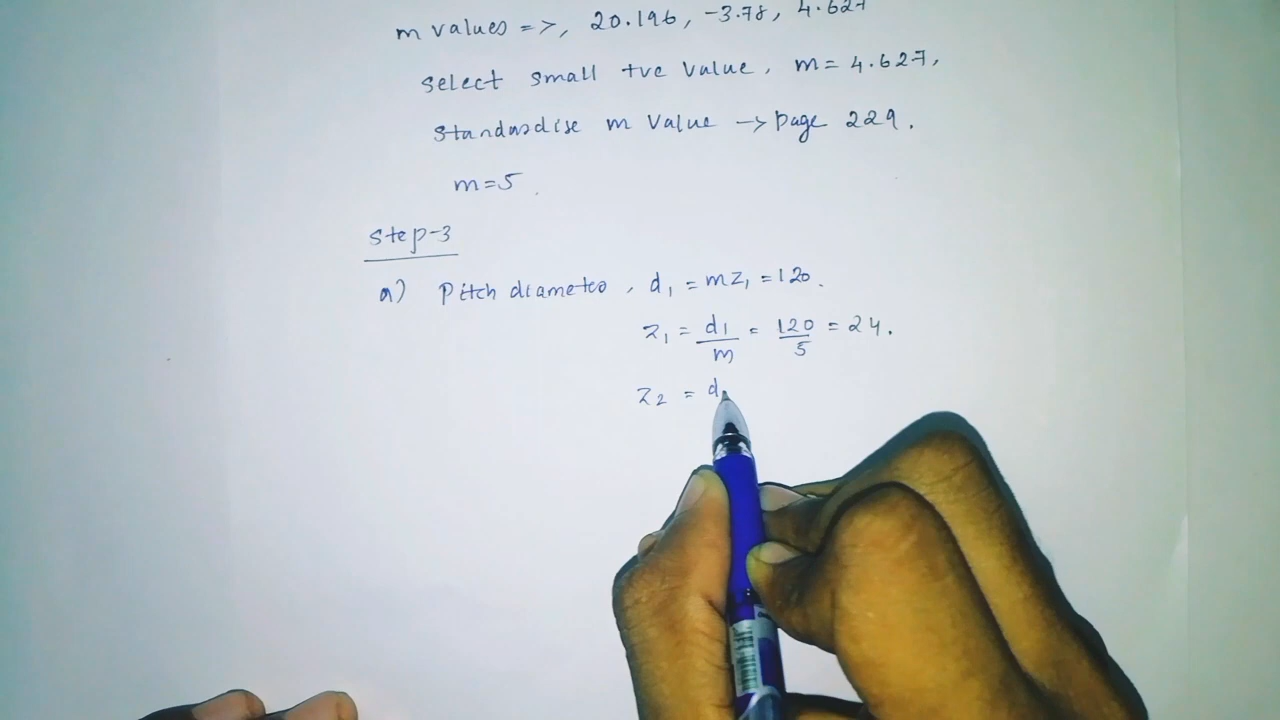 m values =>, 20.196, -3.78, 4.627
select small +ve value, m = 4.627,
standardise m value -> page 229.
m=5.
Step-3
a) Pitch diameter, d₁ = mz₁ = 120.
z₁ = d₁/m = 120/5 = 24.
z₂ = d